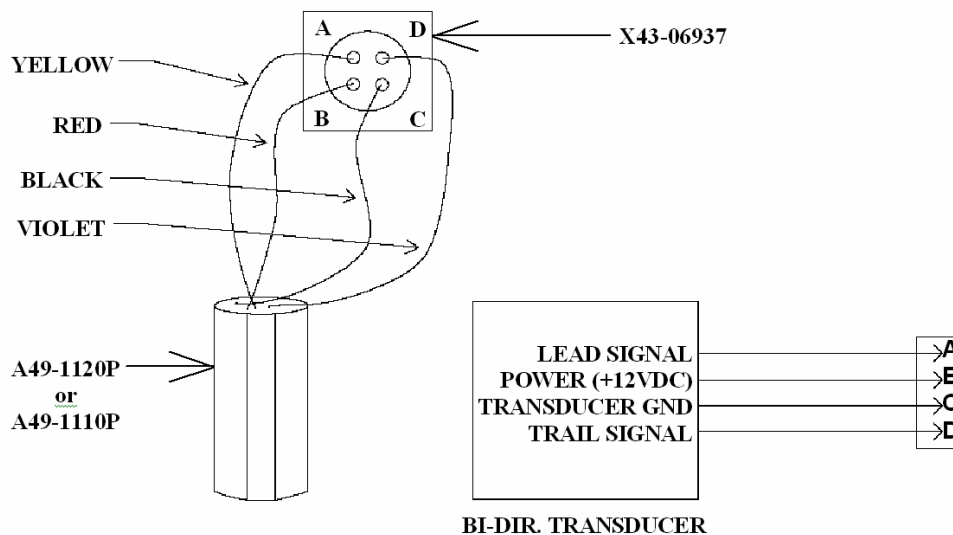 A D
X43-06937
YELLOW
B C
RED
BLACK
VIOLET
A49-1120P
or
A49-1110P
LEAD SIGNAL A
POWER (+12VDC)
TRANSDUCER GND C
TRAIL SIGNAL D
BI-DIR. TRANSDUCER